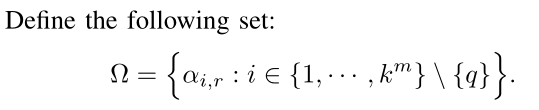 Define the following set:
Ω = { α_{i,r} : i ∈ {1, ⋯ , k^m} \ {q} }.